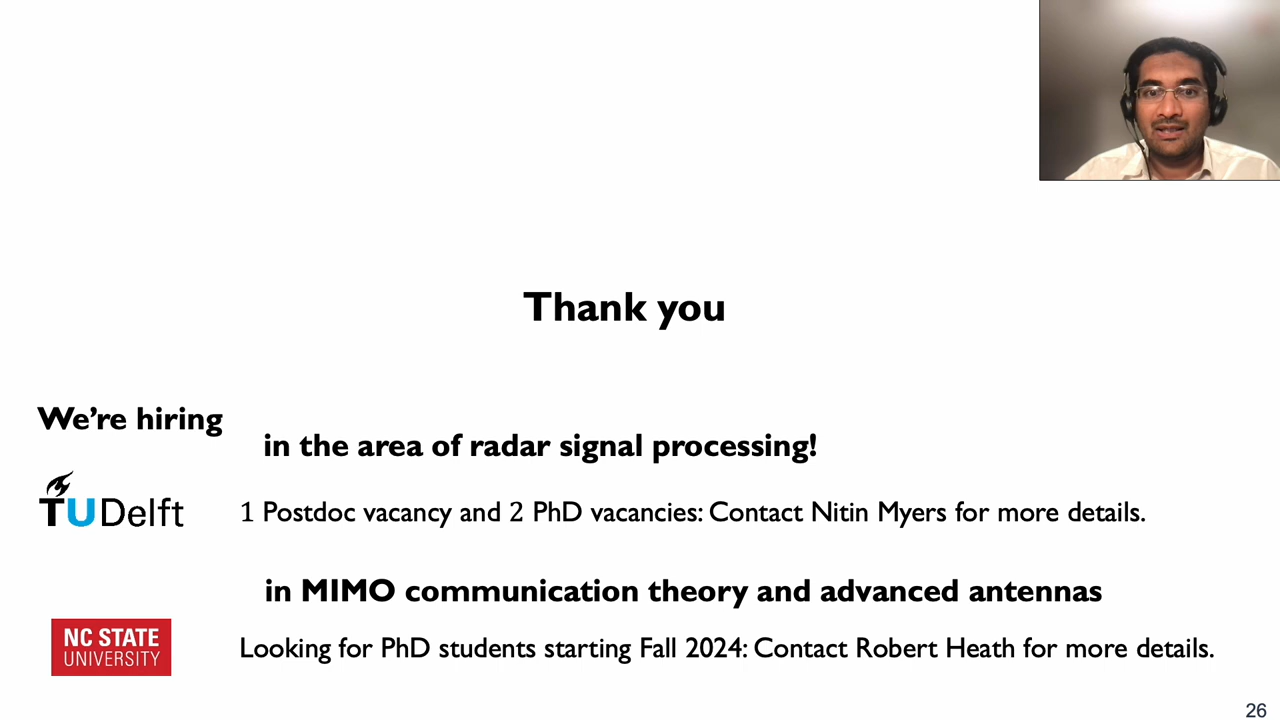 Thank you
We’re hiring
in the area of radar signal processing!
TUDelft
1 Postdoc vacancy and 2 PhD vacancies: Contact Nitin Myers for more details.
in MIMO communication theory and advanced antennas
NC STATE
UNIVERSITY
Looking for PhD students starting Fall 2024: Contact Robert Heath for more details.
26